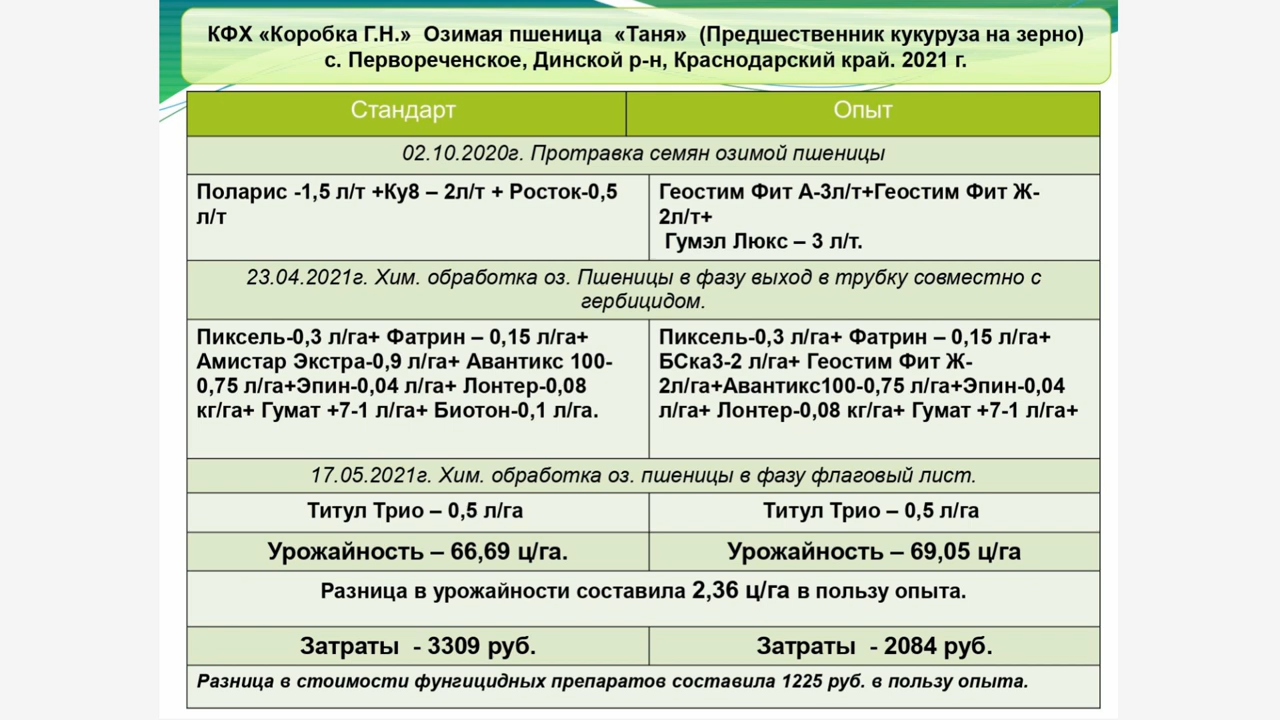 КФХ «Коробка Г.Н.» Озимая пшеница «Таня» (Предшественник кукуруза на зерно)
с. Первореченское, Динской р-н, Краснодарский край. 2021 г.
Стандарт
Опыт
02.10.2020г. Протравка семян озимой пшеницы
Поларис -1,5 л/т +Ку8 – 2л/т + Росток-0,5
л/т
Геостим Фит А-3л/т+Геостим Фит Ж-
2л/т+
Гумэл Люкс – 3 л/т.
23.04.2021г. Хим. обработка оз. Пшеницы в фазу выход в трубку совместно с
гербицидом.
Пиксель-0,3 л/га+ Фатрин – 0,15 л/га+
Амистар Экстра-0,9 л/га+ Авантикс 100-
0,75 л/га+Эпин-0,04 л/га+ Лонтер-0,08
кг/га+ Гумат +7-1 л/га+ Биотон-0,1 л/га.
Пиксель-0,3 л/га+ Фатрин – 0,15 л/га+
БСка3-2 л/га+ Геостим Фит Ж-
2л/га+Авантикс100-0,75 л/га+Эпин-0,04
л/га+ Лонтер-0,08 кг/га+ Гумат +7-1 л/га+
17.05.2021г. Хим. обработка оз. пшеницы в фазу флаговый лист.
Титул Трио – 0,5 л/га
Титул Трио – 0,5 л/га
Урожайность – 66,69 ц/га.
Урожайность – 69,05 ц/га
Разница в урожайности составила 2,36 ц/га в пользу опыта.
Затраты - 3309 руб.
Затраты - 2084 руб.
Разница в стоимости фунгицидных препаратов составила 1225 руб. в пользу опыта.